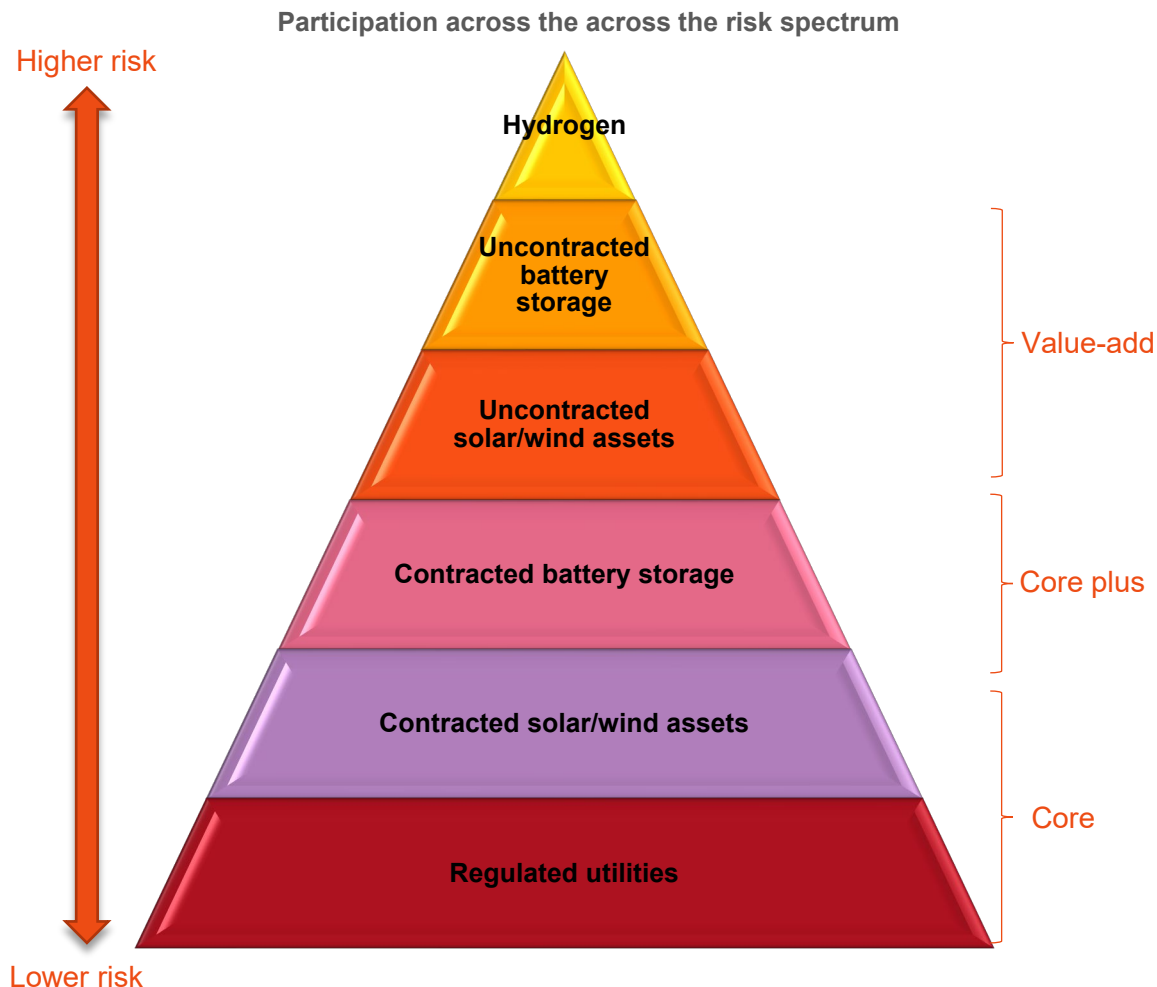 Participation across the across the risk spectrum
Higher risk
Hydrogen
Uncontracted
battery
storage
Value-add
Uncontracted
solar/wind assets
Contracted battery storage
Core plus
Contracted solar/wind assets
Core
Regulated utilities
Lower risk